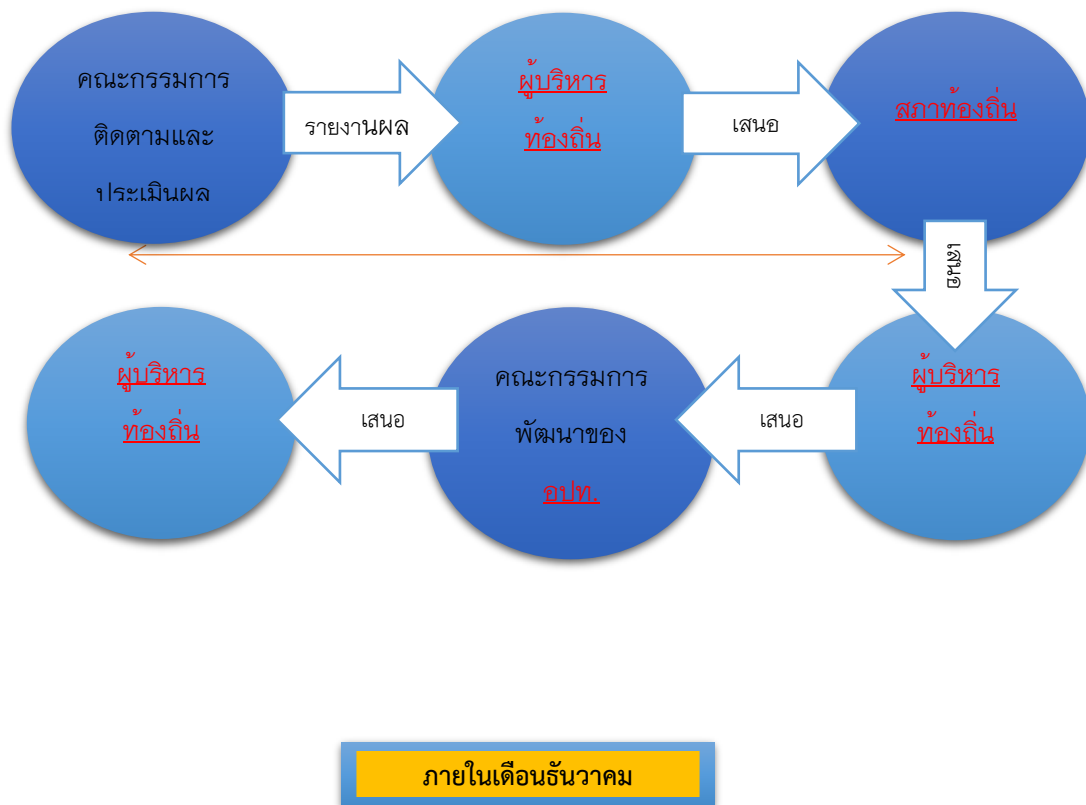 คณะกรรมการ
ติดตามและ
ประเมินผล
รายงานผล
ผู้บริหาร
ท้องถิ่น
เสนอ
สภาท้องถิ่น
เสนอ
ผู้บริหาร
ท้องถิ่น
เสนอ
คณะกรรมการ
พัฒนาของ
อปท.
เสนอ
ผู้บริหาร
ท้องถิ่น
ภายในเดือนธันวาคม